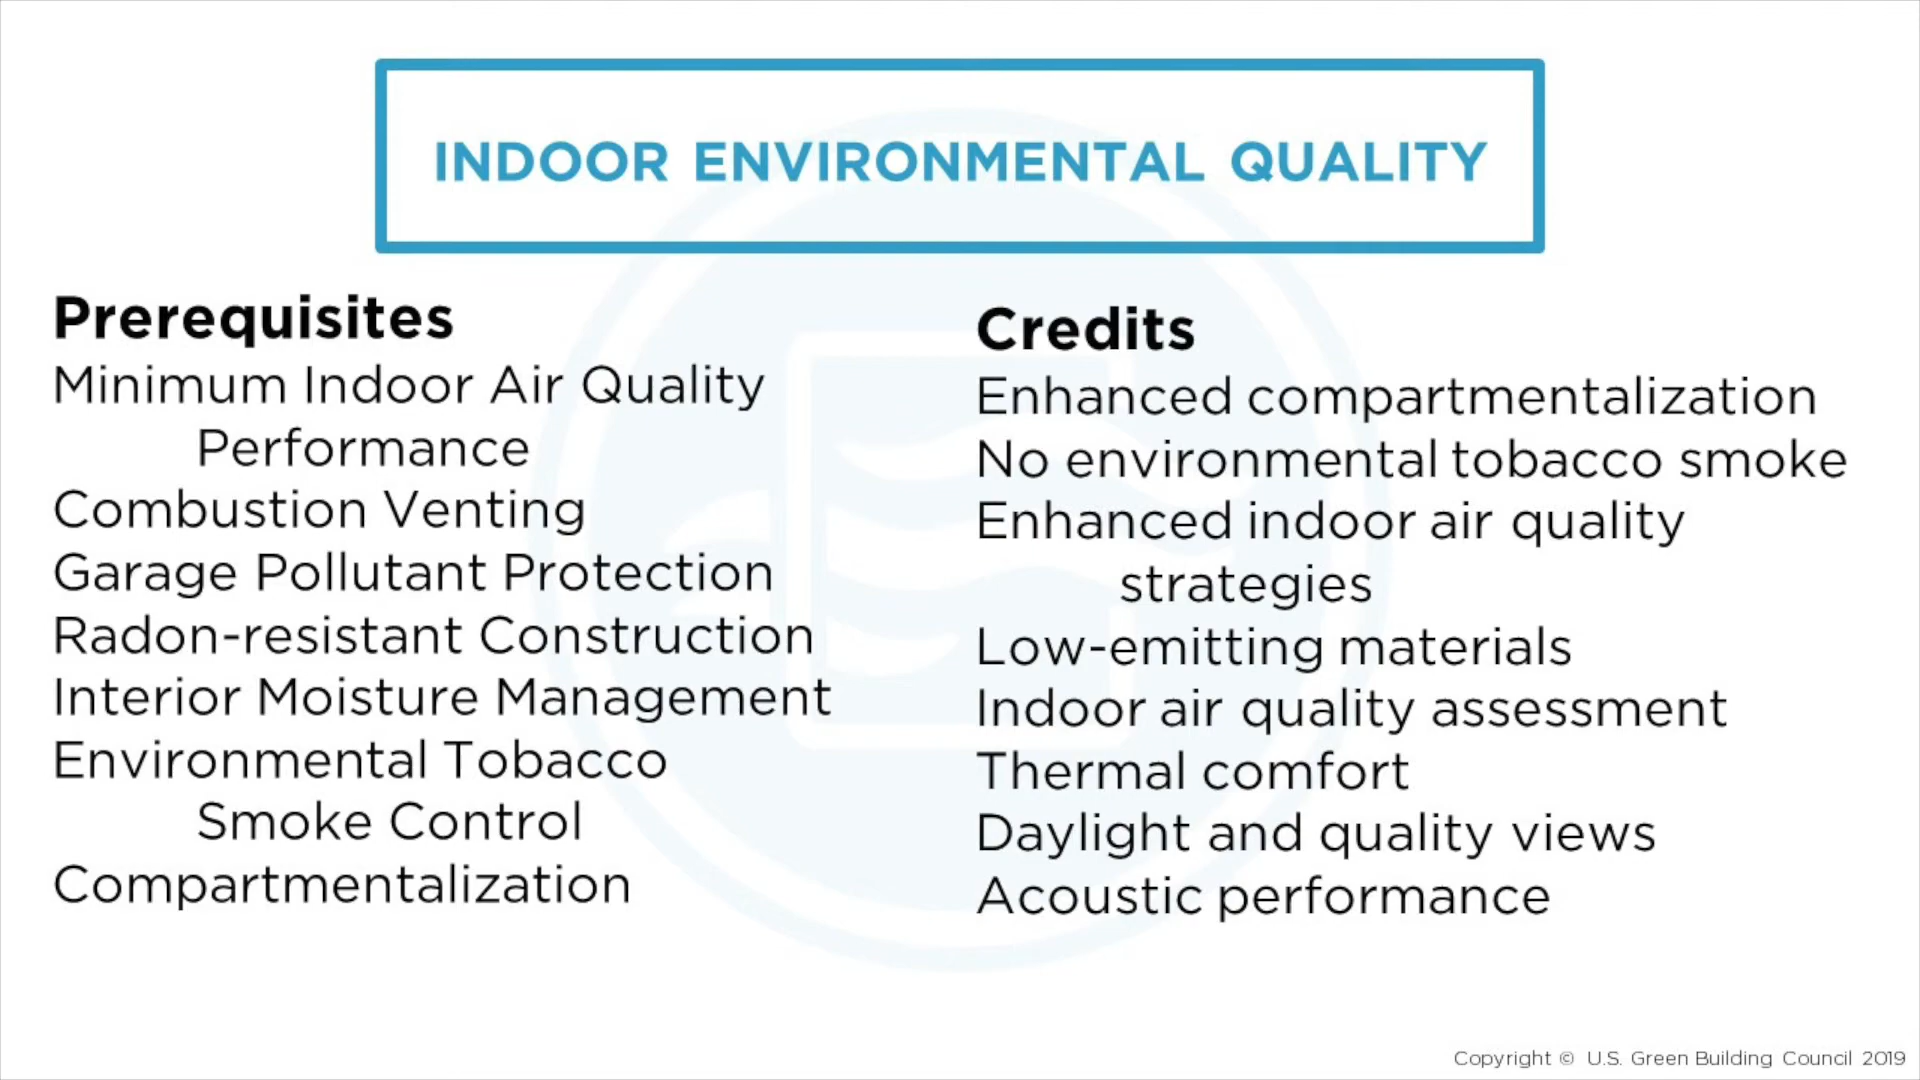 INDOOR ENVIRONMENTAL QUALITY
Prerequisites
Minimum Indoor Air Quality
Performance
Combustion Venting
Garage Pollutant Protection
Radon-resistant Construction
Interior Moisture Management
Environmental Tobacco
Smoke Control
Compartmentalization
Credits
Enhanced compartmentalization
No environmental tobacco smoke
Enhanced indoor air quality
strategies
Low-emitting materials
Indoor air quality assessment
Thermal comfort
Daylight and quality views
Acoustic performance
Copyright © U.S. Green Building Council 2019